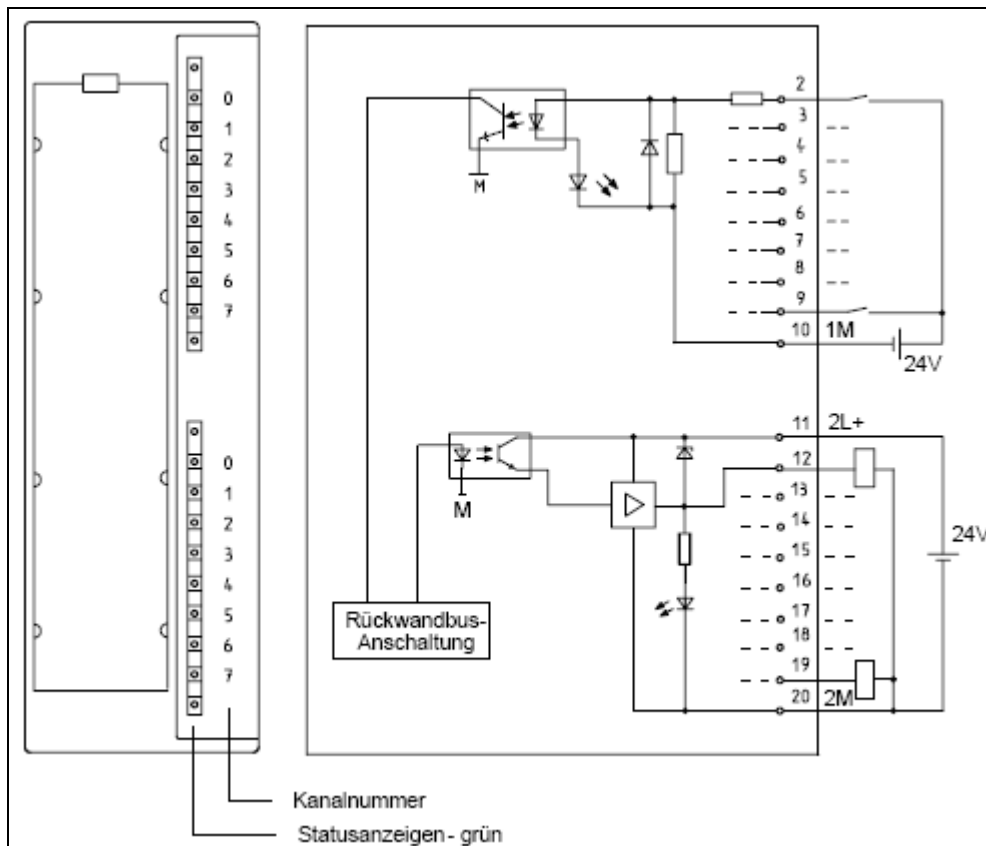 0
1
2
3
4
5
6
7
0
1
2
3
4
5
6
7
Kanalnummer
Statusanzeigen - grün
M
2
3
4
5
6
7
8
9
10 1M
24V
M
Rückwandbus-
Anschaltung
11 2L+
12
13
14
15
16
17
18
19
20 2M
24V